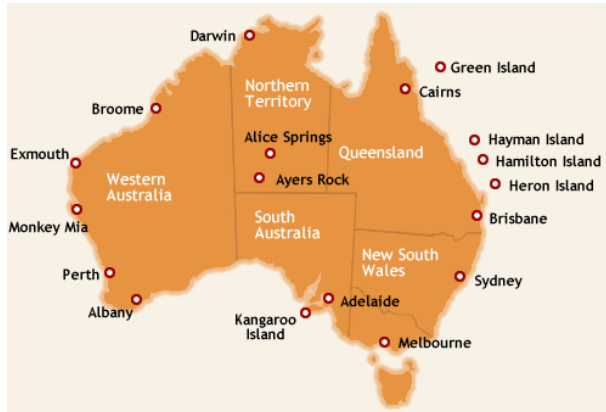 Darwin
Green Island
Northern
Territory
Cairns
Broome
Alice Springs
Hayman Island
Queensland
Exmouth
Hamilton Island
Western
Australia
Ayers Rock
Heron Island
South
Australia
Brisbane
Monkey Mia
New South
Wales
Perth
Sydney
Albany
Adelaide
Kangaroo
Island
Melbourne